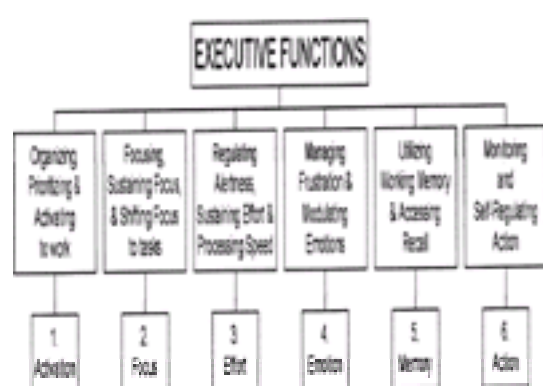 EXECUTIVE FUNCTIONS
Organizing
Prioritizing &
Activating
to work
Focusing,
Sustaining Focus,
& Shifting Focus
to tasks
Regulating
Alertness,
Sustaining Effort &
Processing Speed
Managing
Frustration &
Modulating
Emotions
Utilizing
Working Memory
& Accessing
Recall
Monitoring
and
Self-Regulating
Action
1.
Activation
2.
Focus
3.
Effort
4.
Emotion
5.
Memory
6.
Action